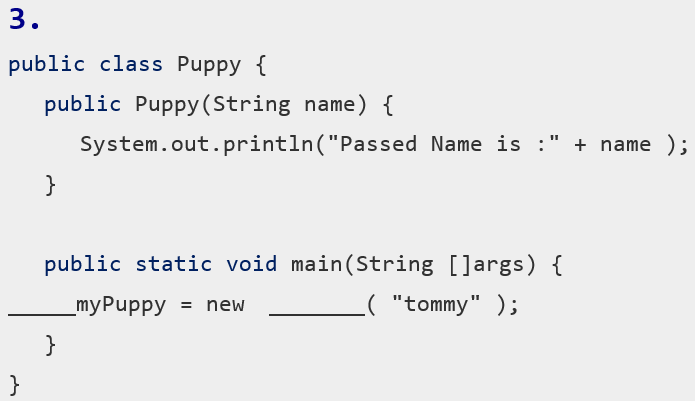 3.
public class Puppy {
public Puppy(String name) {
System.out.println("Passed Name is :" + name );
}
public static void main(String []args) {
_____myPuppy = new _______( "tommy" );
}
}